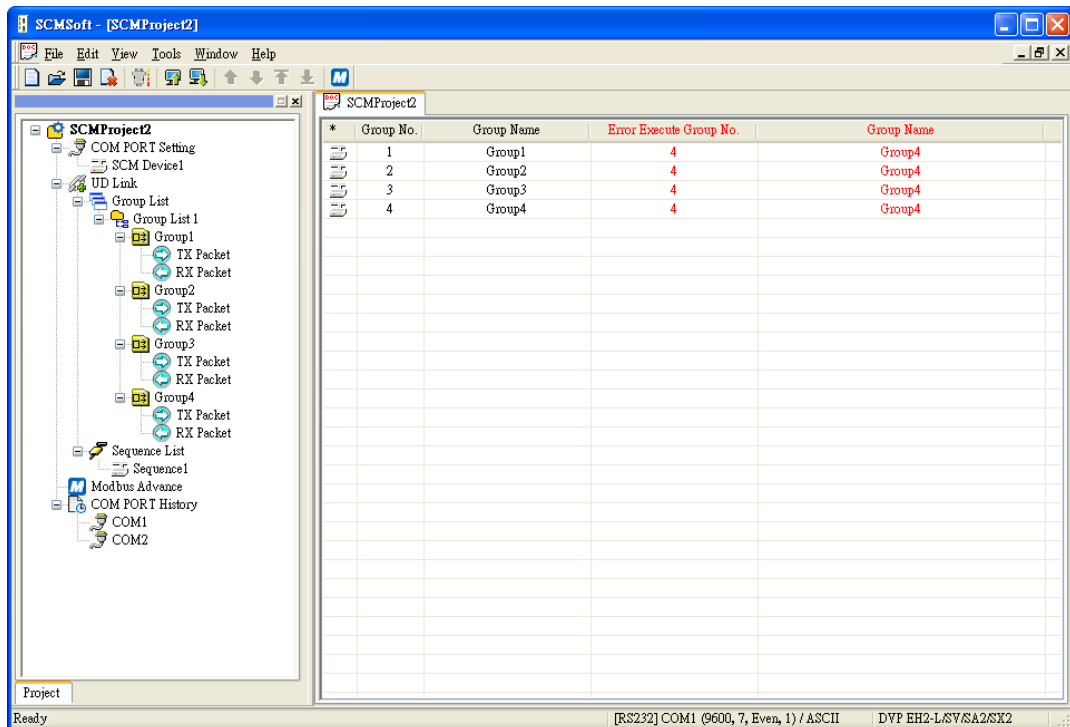 SCMSoft - [SCMProject2]
File Edit View Tools Window Help
SCMProject2
SCMProject2
COM PORT Setting
SCM Device1
UD Link
Group List
Group List 1
Group1
TX Packet
RX Packet
Group2
TX Packet
RX Packet
Group3
TX Packet
RX Packet
Group4
TX Packet
RX Packet
Sequence List
Sequence1
Modbus Advance
COM PORT History
COM1
COM2
Project
* Group No. Group Name Error Execute Group No. Group Name
1 Group1 4 Group4
2 Group2 4 Group4
3 Group3 4 Group4
4 Group4 4 Group4
Ready [RS232] COM1 (9600, 7, Even, 1) / ASCII DVP EH2-L/SV/SA2/SX2